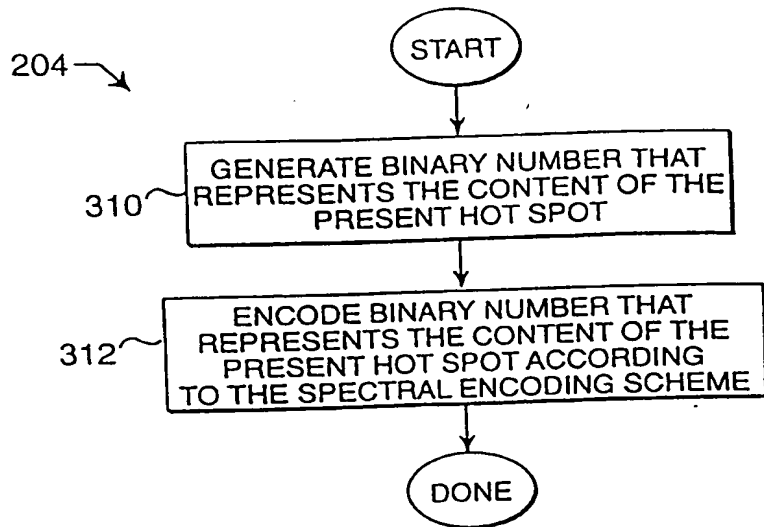 START
204
GENERATE BINARY NUMBER THAT
REPRESENTS THE CONTENT OF THE
PRESENT HOT SPOT
310
ENCODE BINARY NUMBER THAT
REPRESENTS THE CONTENT OF THE
PRESENT HOT SPOT ACCORDING
TO THE SPECTRAL ENCODING SCHEME
312
DONE